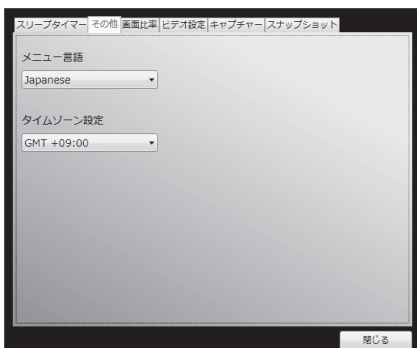 スリープタイマー その他 画面比率 ビデオ設定 キャプチャー スナップショット
メニュー言語
Japanese
タイムゾーン設定
GMT +09:00
閉じる